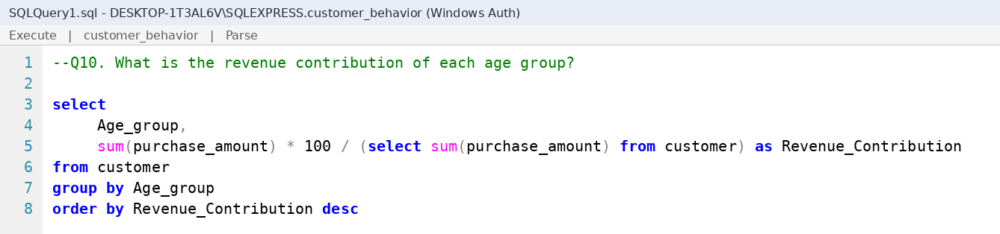 SQLQuery1.sql - DESKTOP-1T3AL6V\SQLEXPRESS.customer_behavior (Windows Auth)
Execute | customer_behavior | Parse
1 --Q10. What is the revenue contribution of each age group?
2
3 select
4 Age_group,
5 sum(purchase_amount) * 100 / (select sum(purchase_amount) from customer) as Revenue_Contribution
6 from customer
7 group by Age_group
8 order by Revenue_Contribution desc